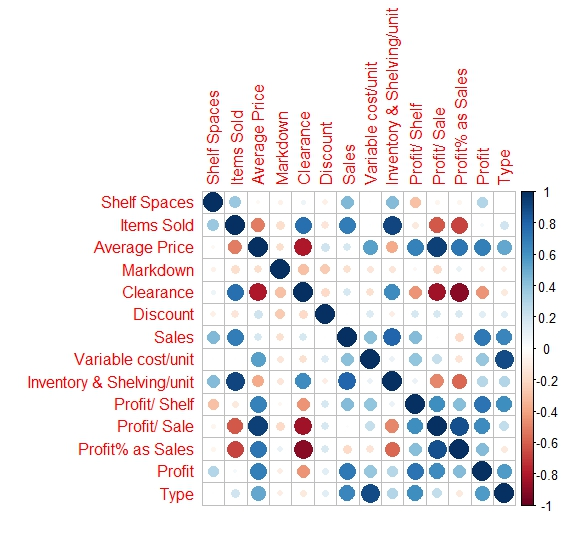 Shelf Spaces
Items Sold
Average Price
Markdown
Clearance
Discount
Sales
Variable cost/unit
Inventory & Shelving/unit
Profit/ Shelf
Profit/ Sale
Profit% as Sales
Profit
Type
Shelf Spaces
Items Sold
Average Price
Markdown
Clearance
Discount
Sales
Variable cost/unit
Inventory & Shelving/unit
Profit/ Shelf
Profit/ Sale
Profit% as Sales
Profit
Type
1
0.8
0.6
0.4
0.2
0
-0.2
-0.4
-0.6
-0.8
-1